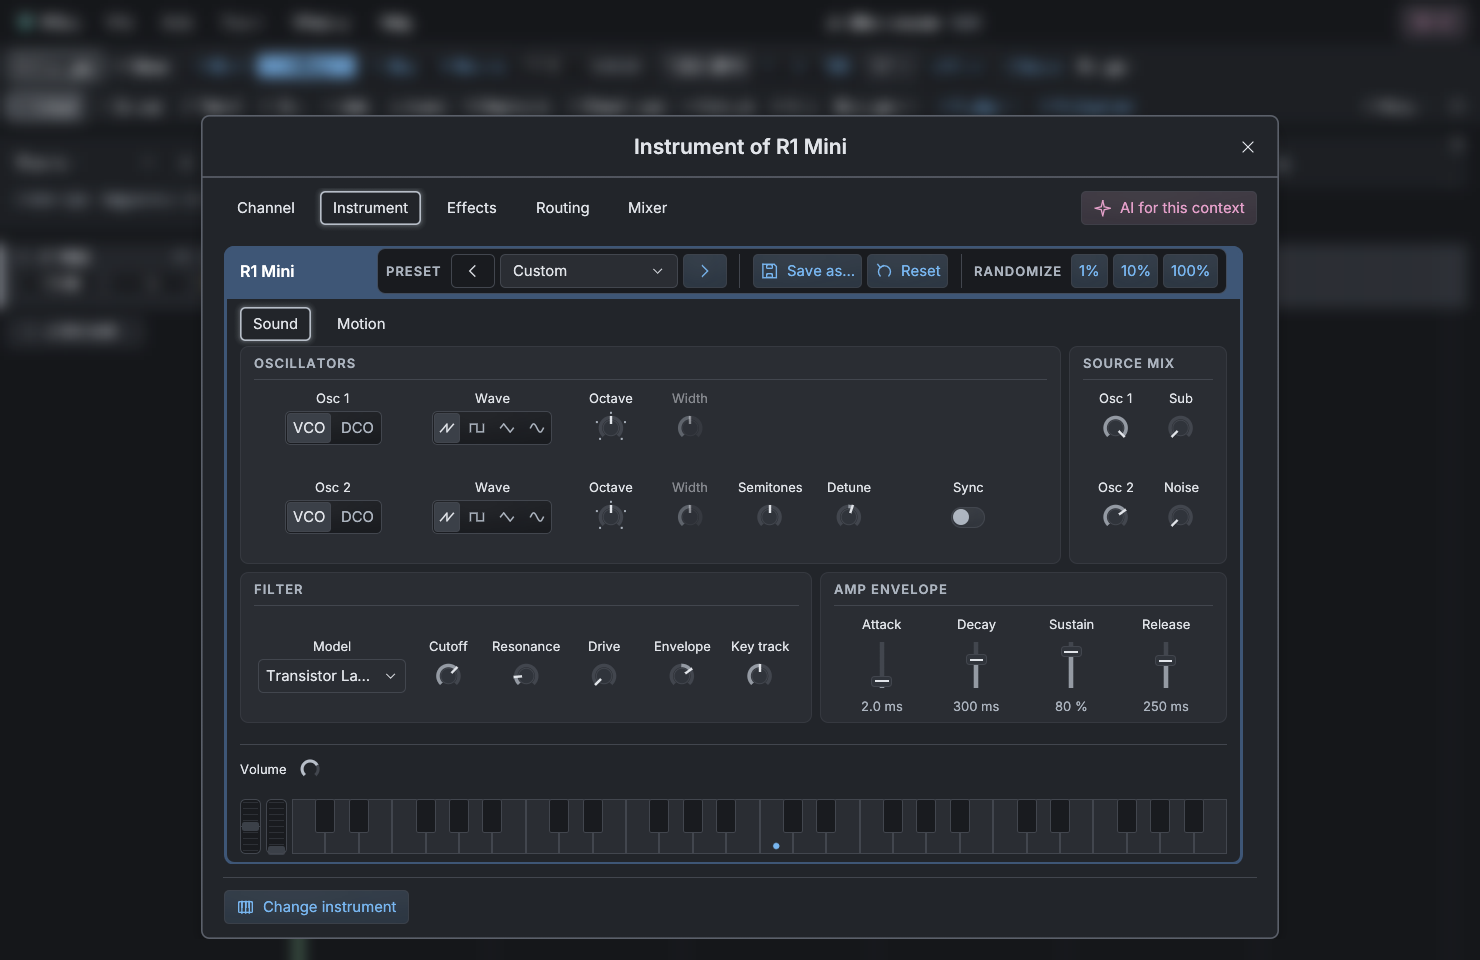 Instrument of R1 Mini
Channel Instrument Effects Routing Mixer AI for this context
R1 Mini PRESET Custom Save as... Reset RANDOMIZE 1% 10% 100%
Sound Motion
OSCILLATORS
Osc 1 Wave Octave Width
VCO DCO
Osc 2 Wave Octave Width Semitones Detune Sync
VCO DCO
SOURCE MIX
Osc 1 Sub
Osc 2 Noise
FILTER
Model Cutoff Resonance Drive Envelope Key track
Transistor La...
AMP ENVELOPE
Attack Decay Sustain Release
2.0 ms 300 ms 80 % 250 ms
Volume
Change instrument